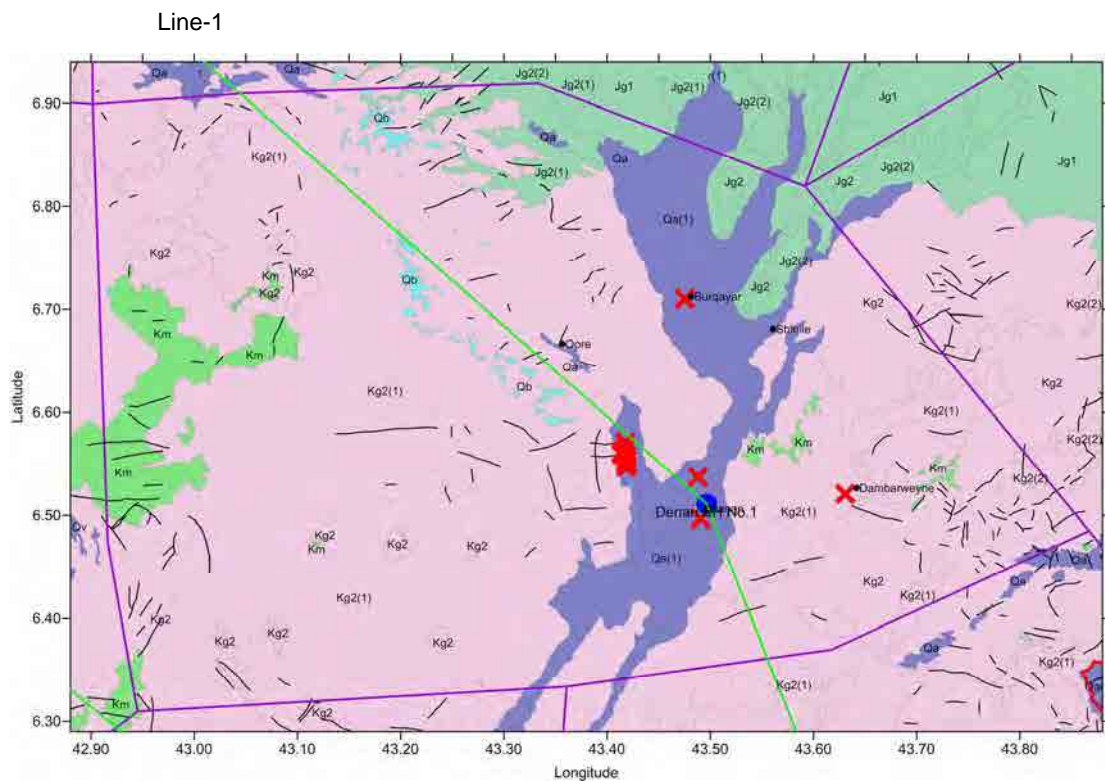 Line-1
Qa
Qa
Jg2(2)
Jg2(1)
Jg1
Jg2(1)
Jg2(2)
Jg1
6.90
Qb
Qa
Qa
Kg2(1)
Jg2(1)
Jg2
Jg2
Jg2(2)
Jg1
6.80
Qa(1)
Kg2
Kg2
Km
Kg2
Qb
Jg2(2)
Jg2
Burqayar
Kg2
Kg2(2)
6.70
Km
Km
Qore
Qa
Shinile
Kg2(1)
Qb
Kg2
Latitude
6.60
Kg2(1)
Km
Km
Kg2(2)
Km
Km
Kg2(2)
Dambarweyne
6.50
No.1
Kg2(1)
Kg2
Km
Kg2
Kg2
Qa(1)
Kg2
Qa
Qa
Kg2(1)
Kg2(1)
6.40
Kg2
Kg2
Kg2
Kg2
Qa
Kg2(1)
Kg2(1)
Km
Kg2
6.30
42.90
43.00
43.10
43.20
43.30
43.40
43.50
43.60
43.70
43.80
Longitude